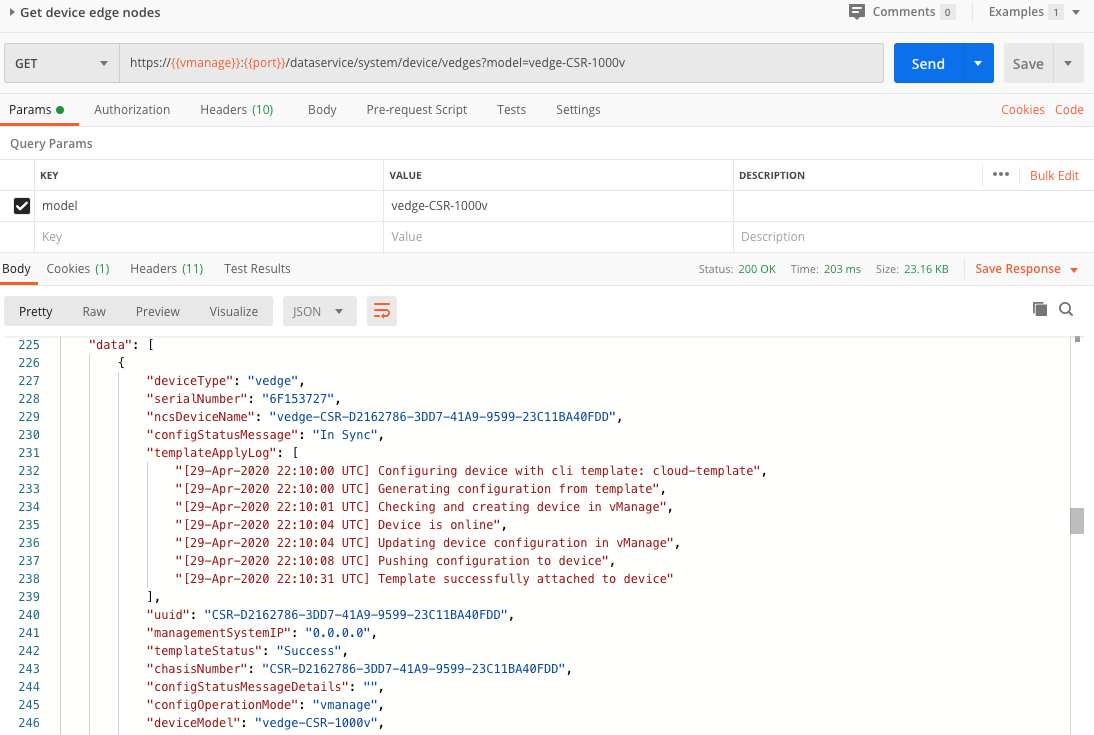 Get device edge nodes Comments 0 Examples 1
GET https://{{vmanage}}:{{port}}/dataservice/system/device/vedges?model=vedge-CSR-1000v Send Save
Params Authorization Headers (10) Body Pre-request Script Tests Settings Cookies Code
Query Params
KEY VALUE DESCRIPTION ••• Bulk Edit
model vedge-CSR-1000v
Key Value Description
Body Cookies (1) Headers (11) Test Results Status: 200 OK Time: 203 ms Size: 23.16 KB Save Response
Pretty Raw Preview Visualize JSON
225 "data": [
226 {
227 "deviceType": "vedge",
228 "serialNumber": "6F153727",
229 "ncsDeviceName": "vedge-CSR-D2162786-3DD7-41A9-9599-23C11BA40FDD",
230 "configStatusMessage": "In Sync",
231 "templateApplyLog": [
232 "[29-Apr-2020 22:10:00 UTC] Configuring device with cli template: cloud-template",
233 "[29-Apr-2020 22:10:00 UTC] Generating configuration from template",
234 "[29-Apr-2020 22:10:01 UTC] Checking and creating device in vManage",
235 "[29-Apr-2020 22:10:04 UTC] Device is online",
236 "[29-Apr-2020 22:10:04 UTC] Updating device configuration in vManage",
237 "[29-Apr-2020 22:10:08 UTC] Pushing configuration to device",
238 "[29-Apr-2020 22:10:31 UTC] Template successfully attached to device"
239 ],
240 "uuid": "CSR-D2162786-3DD7-41A9-9599-23C11BA40FDD",
241 "managementSystemIP": "0.0.0.0",
242 "templateStatus": "Success",
243 "chasisNumber": "CSR-D2162786-3DD7-41A9-9599-23C11BA40FDD",
244 "configStatusMessageDetails": "",
245 "configOperationMode": "vmanage",
246 "deviceModel": "vedge-CSR-1000v",